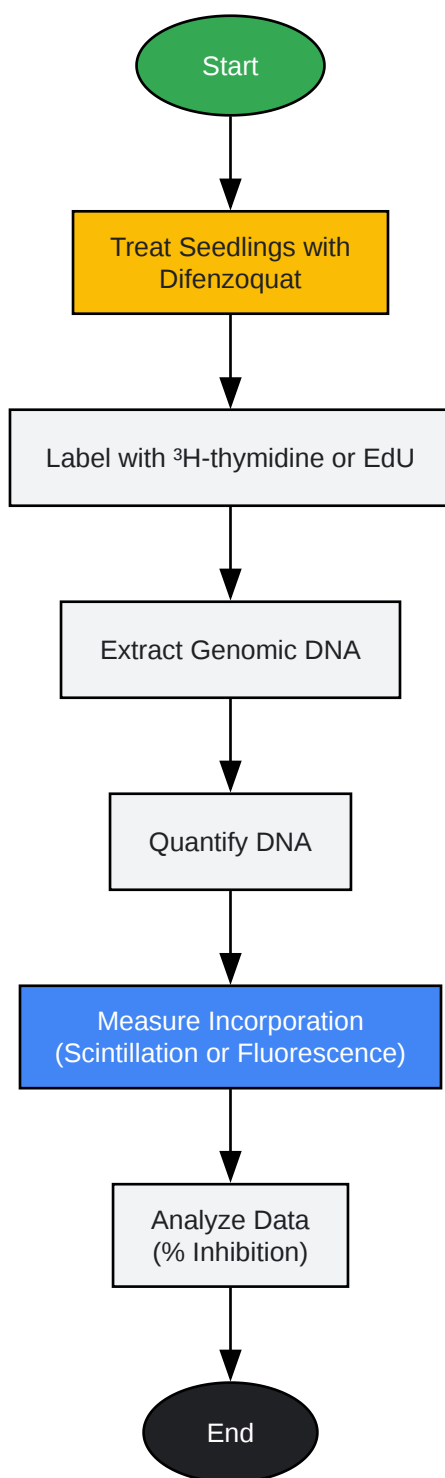 Start
Treat Seedlings with
Difenzoquat
Label with ³H-thymidine or EdU
Extract Genomic DNA
Quantify DNA
Measure Incorporation
(Scintillation or Fluorescence)
Analyze Data
(% Inhibition)
End